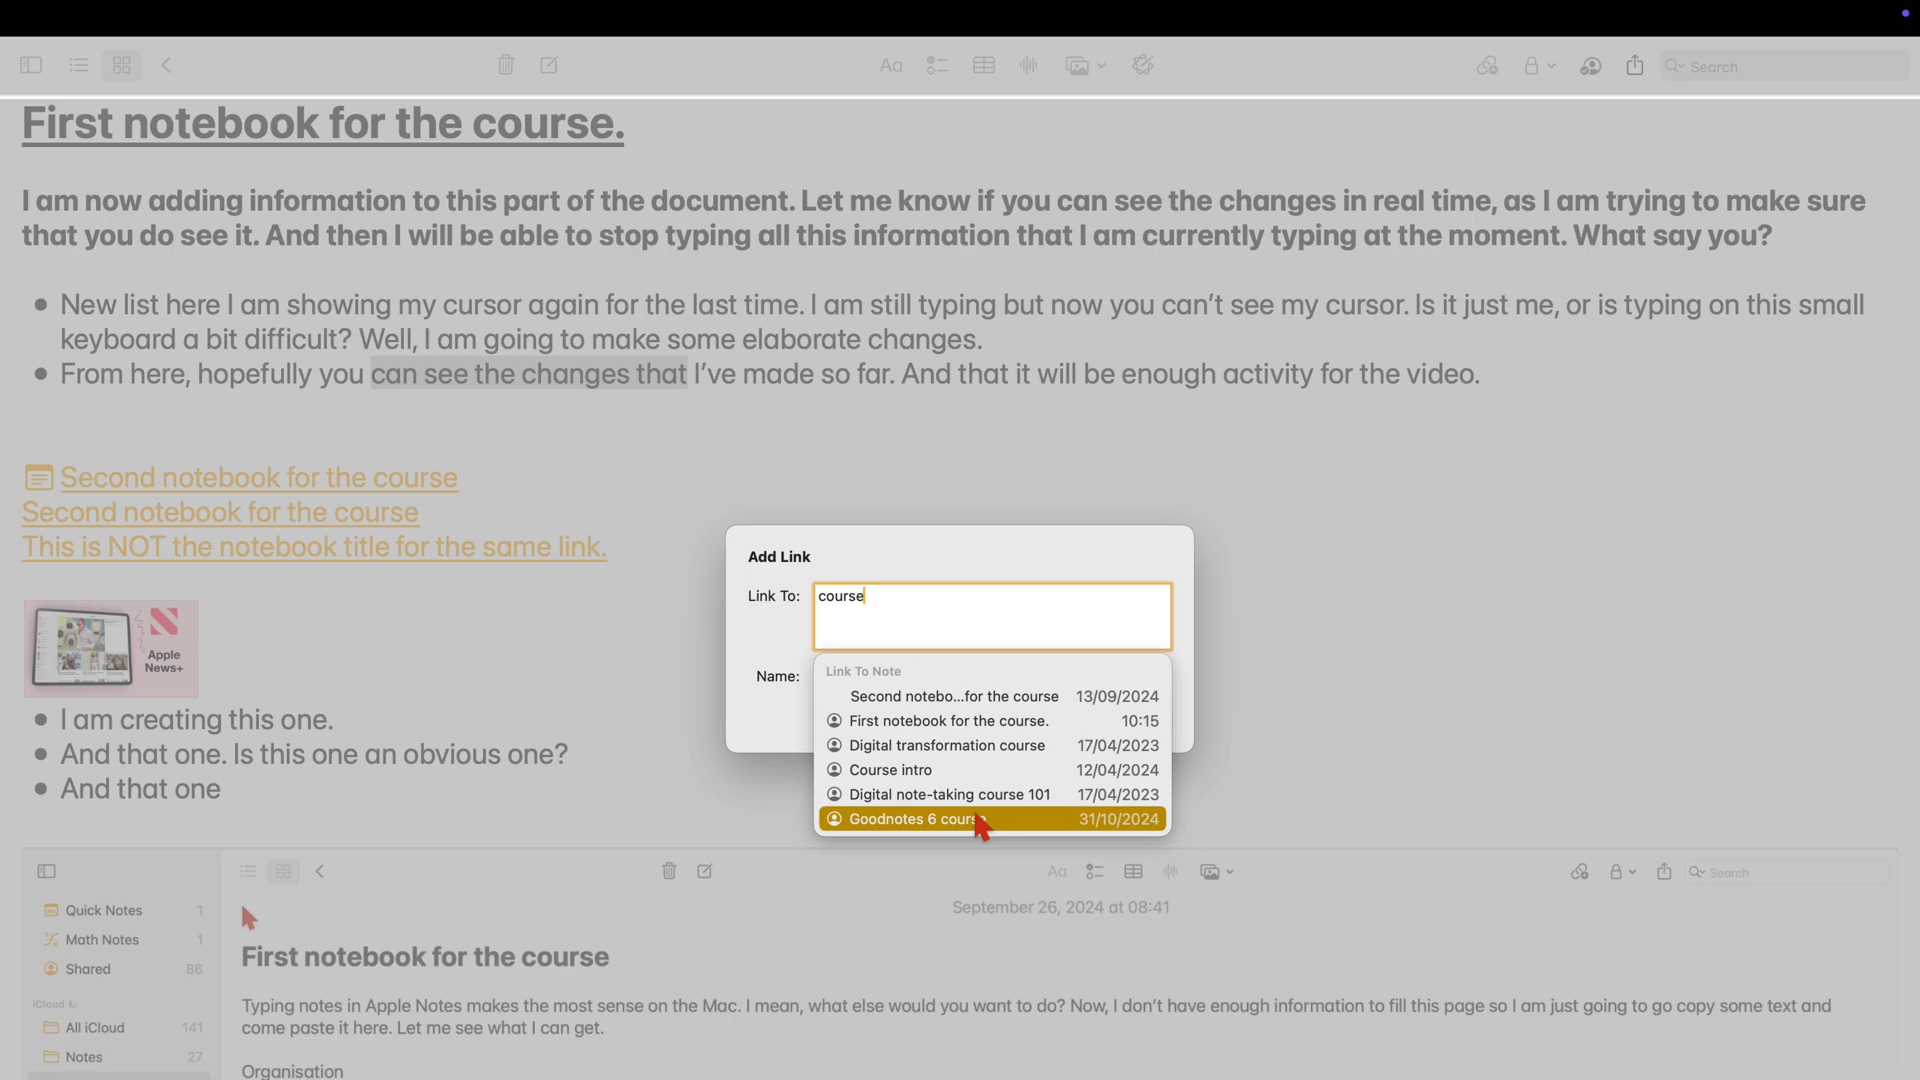 Aa
Search
First notebook for the course.
I am now adding information to this part of the document. Let me know if you can see the changes in real time, as I am trying to make sure
that you do see it. And then I will be able to stop typing all this information that I am currently typing at the moment. What say you?
• New list here I am showing my cursor again for the last time. I am still typing but now you can’t see my cursor. Is it just me, or is typing on this small
keyboard a bit difficult? Well, I am going to make some elaborate changes.
• From here, hopefully you can see the changes that I’ve made so far. And that it will be enough activity for the video.
Second notebook for the course
Second notebook for the course
This is NOT the notebook title for the same link.
Apple
News+
• I am creating this one.
• And that one. Is this one an obvious one?
• And that one
Add Link
Link To: course
Name:
Link To Note
Second notebo...for the course 13/09/2024
First notebook for the course. 10:15
Digital transformation course 17/04/2023
Course intro 12/04/2024
Digital note-taking course 101 17/04/2023
Goodnotes 6 course 31/10/2024
Aa
Search
Quick Notes 1
Math Notes 1
Shared 86
iCloud
All iCloud 141
Notes 27
September 26, 2024 at 08:41
First notebook for the course
Typing notes in Apple Notes makes the most sense on the Mac. I mean, what else would you want to do? Now, I don’t have enough information to fill this page so I am just going to go copy some text and
come paste it here. Let me see what I can get.
Organisation